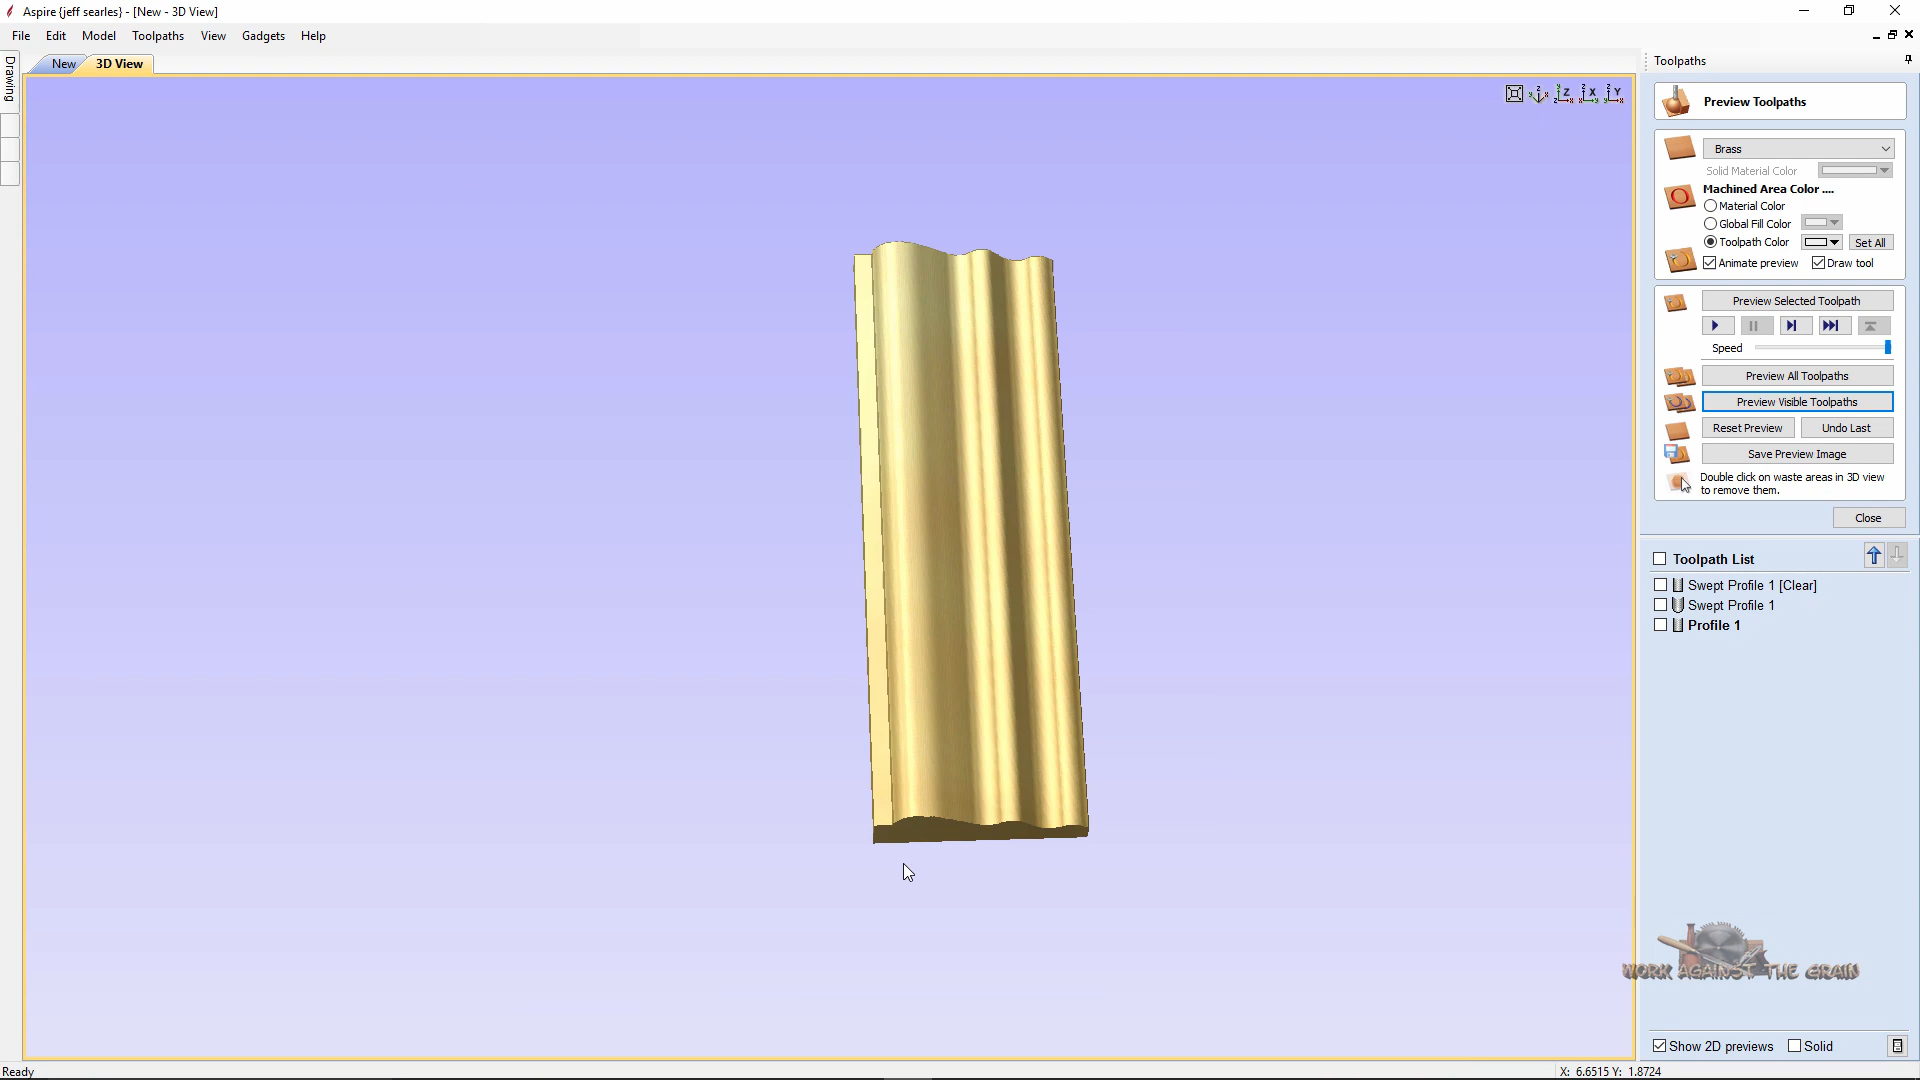 Aspire {jeff searles} - [New - 3D View]
File Edit Model Toolpaths View Gadgets Help
Drawing
New 3D View
z Z z X z Y
Toolpaths
Preview Toolpaths
Brass
Solid Material Color
Machined Area Color ....
Material Color
Global Fill Color
Toolpath Color Set All
Animate preview Draw tool
Preview Selected Toolpath
Speed
Preview All Toolpaths
Preview Visible Toolpaths
Reset Preview Undo Last
Save Preview Image
Double click on waste areas in 3D view
to remove them.
Close
Toolpath List
Swept Profile 1 [Clear]
Swept Profile 1
Profile 1
WORK AGAINST THE GRAIN
Show 2D previews Solid
Ready
X: 6.6515 Y: 1.8724